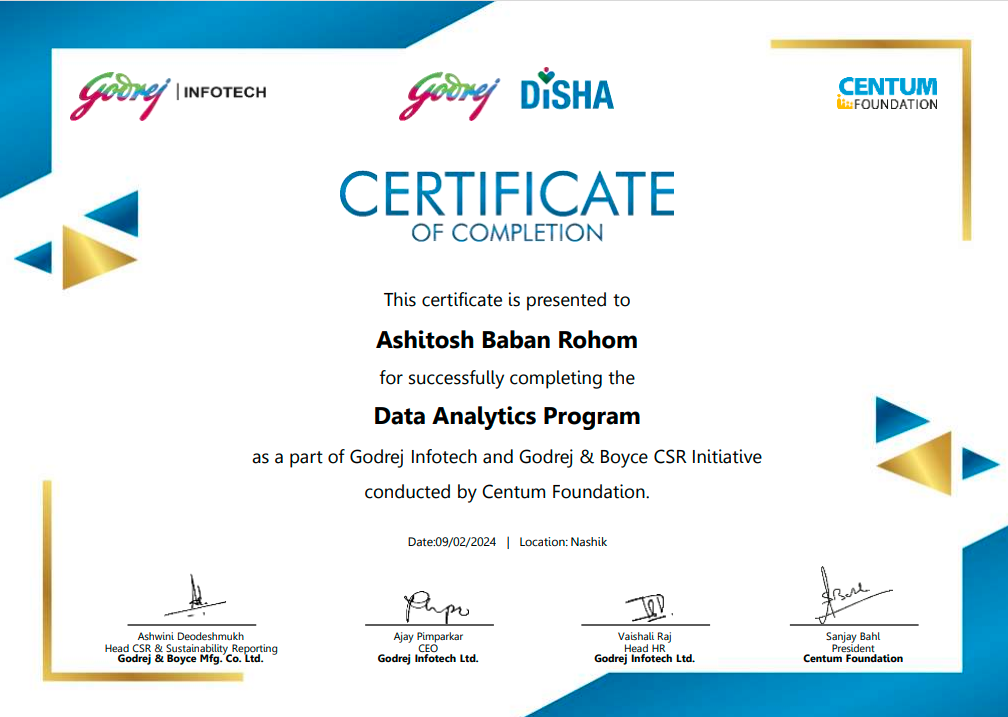 Godrej | INFOTECH
Godrej DiSHA
CENTUM
FOUNDATION
CERTIFICATE
OF COMPLETION
This certificate is presented to
Ashitosh Baban Rohom
for successfully completing the
Data Analytics Program
as a part of Godrej Infotech and Godrej & Boyce CSR Initiative
conducted by Centum Foundation.
Date:09/02/2024 | Location: Nashik
Ashwini Deodeshmukh
Head CSR & Sustainability Reporting
Godrej & Boyce Mfg. Co. Ltd.
Ajay Pimparkar
CEO
Godrej Infotech Ltd.
Vaishali Raj
Head HR
Godrej Infotech Ltd.
Sanjay Bahl
President
Centum Foundation